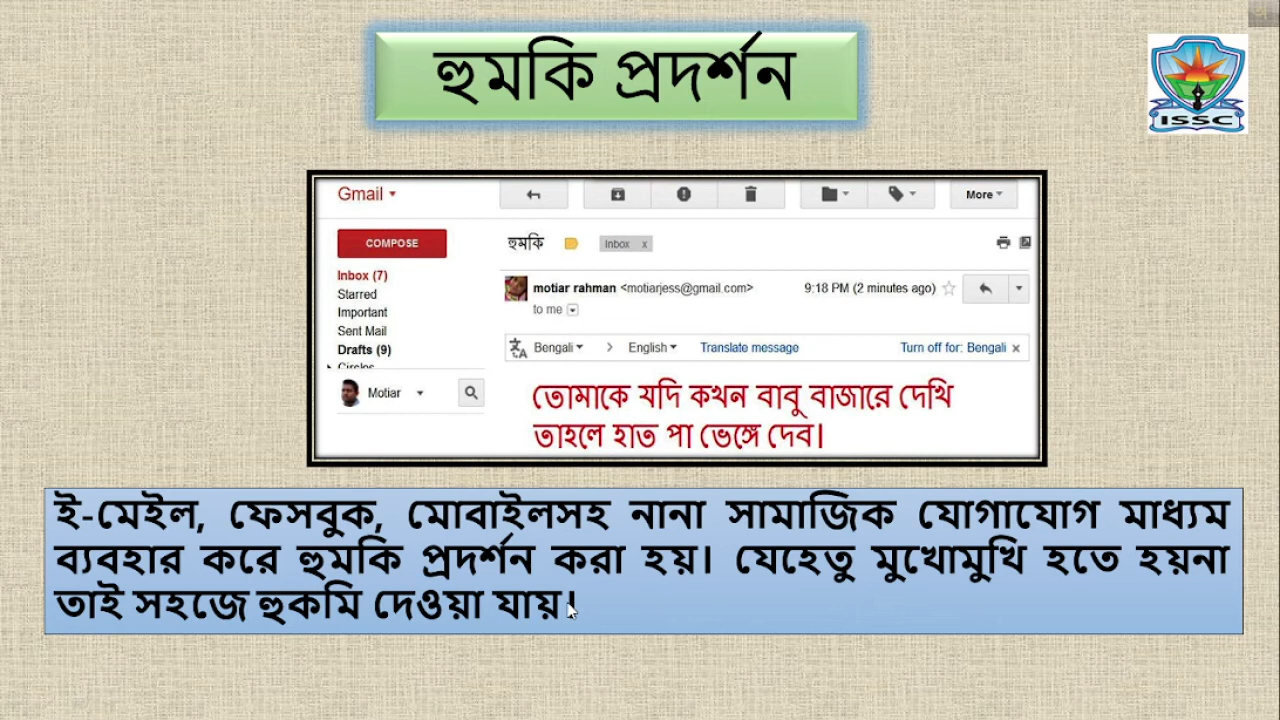 হুমকি প্রদর্শন
ISSC
Gmail
More
COMPOSE
হুমকি Inbox x
Inbox (7)
motiar rahman <motiarjess@gmail.com> 9:18 PM (2 minutes ago)
Starred
to me
Important
Sent Mail
Bengali > English Translate message Turn off for: Bengali x
Drafts (9)
Circles
Motiar
তোমাকে যদি কখন বাবু বাজারে দেখি
তাহলে হাত পা ভেঙ্গে দেব।
ই-মেইল, ফেসবুক, মোবাইলসহ নানা সামাজিক যোগাযোগ মাধ্যম
ব্যবহার করে হুমকি প্রদর্শন করা হয়। যেহেতু মুখোমুখি হতে হয়না
তাই সহজে হুকমি দেওয়া যায়।